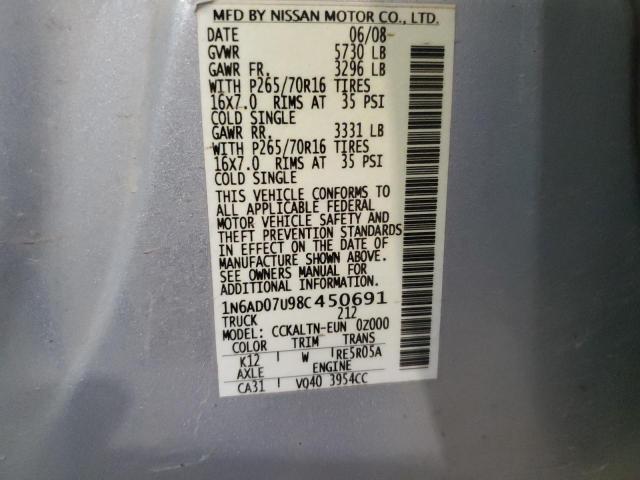 MFD BY NISSAN MOTOR CO., LTD.
DATE 06/08
GVWR 5730 LB
GAWR FR. 3296 LB
WITH P265/70R16 TIRES
16X7.0 RIMS AT 35 PSI
COLD SINGLE
GAWR RR. 3331 LB
WITH P265/70R16 TIRES
16X7.0 RIMS AT 35 PSI
COLD SINGLE
THIS VEHICLE CONFORMS TO
ALL APPLICABLE FEDERAL
MOTOR VEHICLE SAFETY AND
THEFT PREVENTION STANDARDS
IN EFFECT ON THE DATE OF
MANUFACTURE SHOWN ABOVE.
SEE OWNERS MANUAL FOR
ADDITIONAL INFORMATION.
1N6AD07U98C450691
TRUCK 212
MODEL: CCKALTN-EUN 0Z000
COLOR TRIM TRANS
K12 W RE5R05A
AXLE ENGINE
CA31 VQ40 3954CC